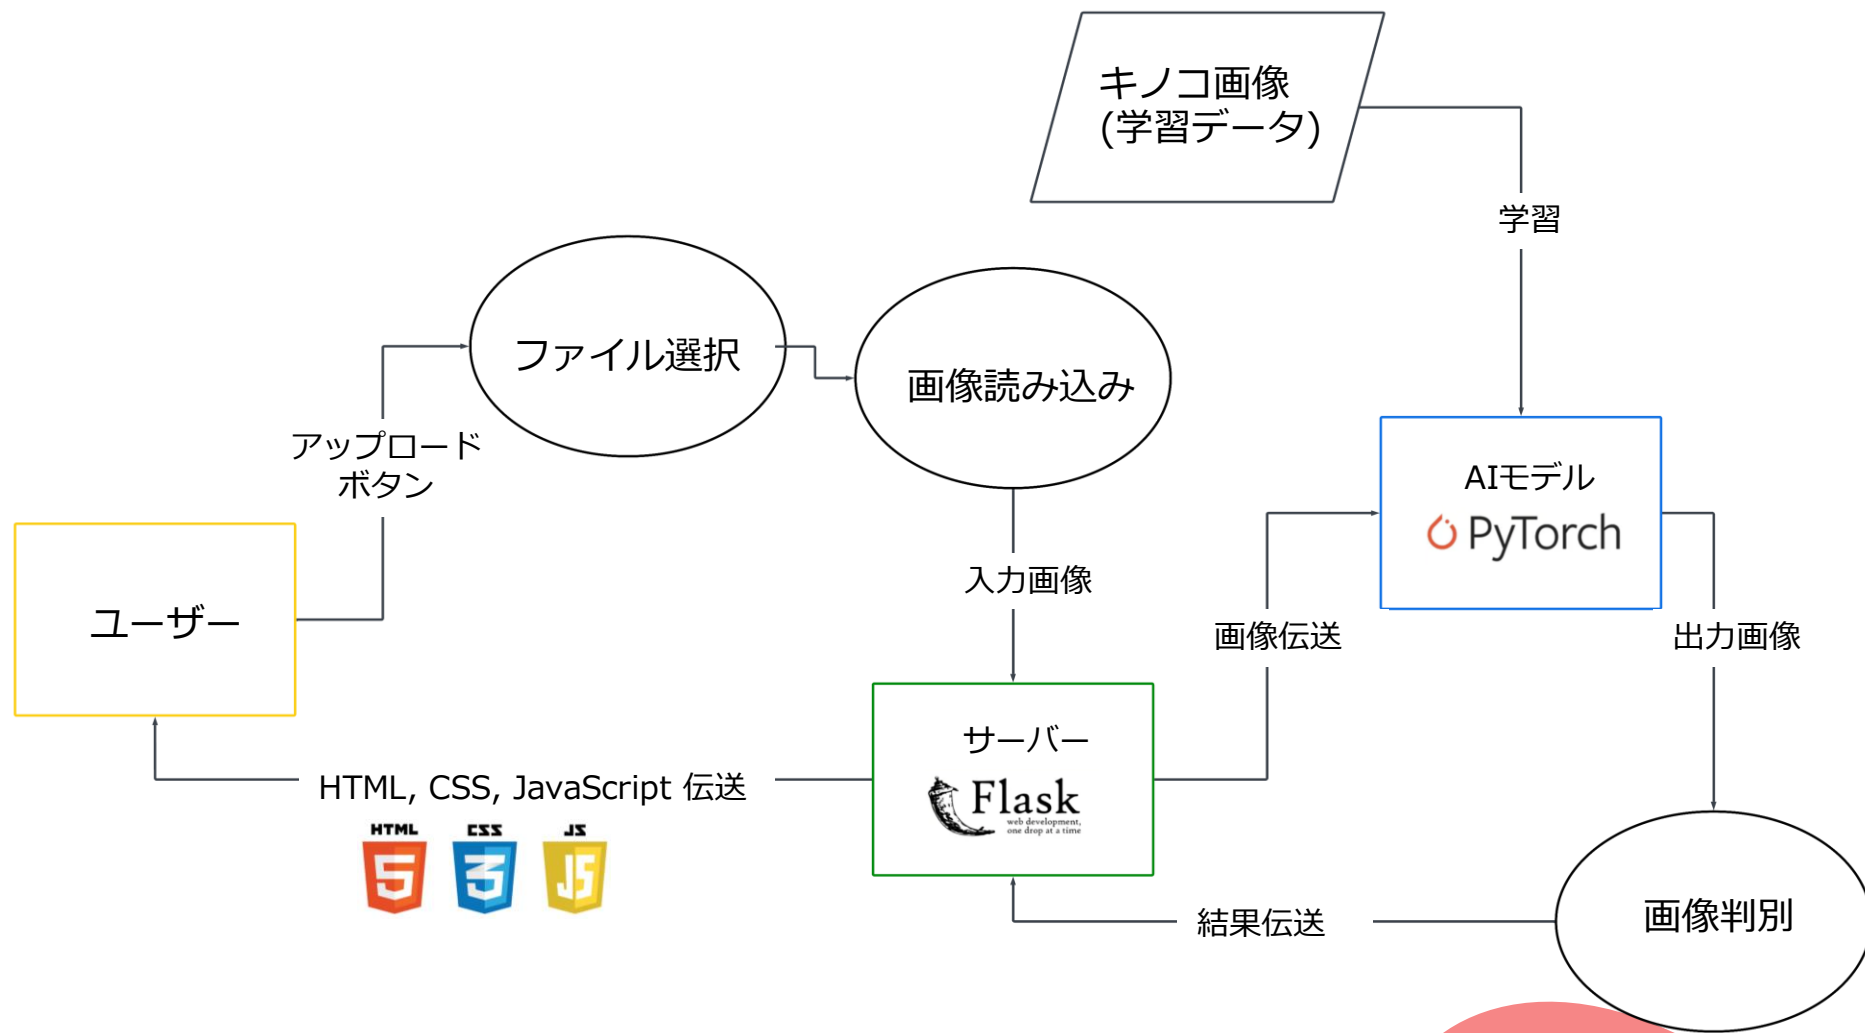 キノコ画像
(学習データ)
学習
ファイル選択
画像読み込み
アップロード
ボタン
AIモデル
PyTorch
ユーザー
入力画像
画像伝送
出力画像
サーバー
Flask
web development,
one drop at a time
HTML, CSS, JavaScript 伝送
HTML
CSS
JS
5
3
JS
結果伝送
画像判別